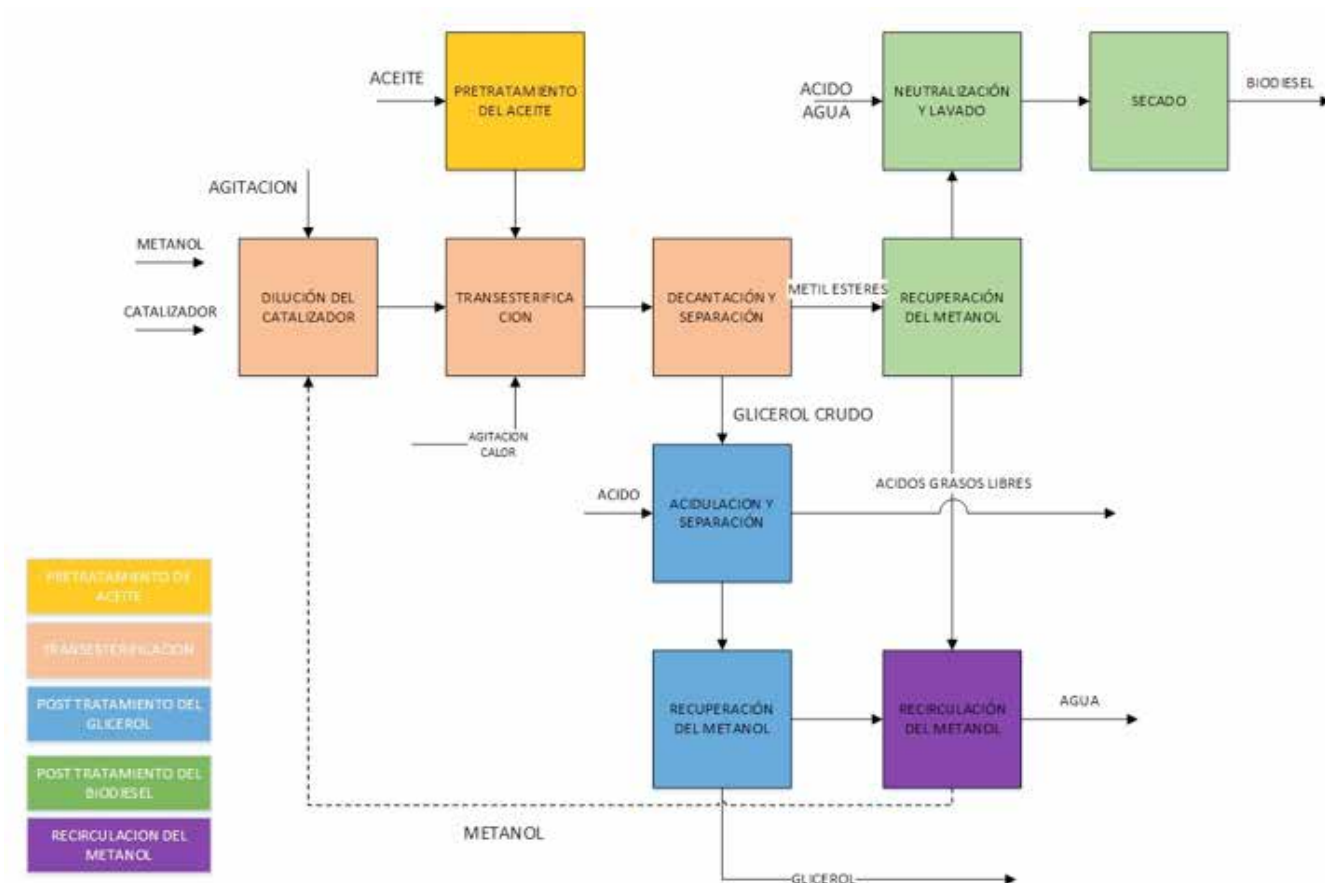 ACEITE
PRETRATAMIENTO
DEL ACEITE
ACIDO
AGUA
NEUTRALIZACIÓN
Y LAVADO
SECADO
BIODIESEL
AGITACION
METANOL
CATALIZADOR
DILUCIÓN DEL
CATALIZADOR
TRANSESTERIFICA
CION
DECANTACIÓN Y
SEPARACIÓN
METIL ESTERES
RECUPERACIÓN
DEL METANOL
AGITACION
CALOR
GLICEROL CRUDO
ACIDO
ACIDULACION Y
SEPARACIÓN
ACIDOS GRASOS LIBRES
RECUPERACIÓN
DEL METANOL
RECIRCULACIÓN
DEL METANOL
AGUA
METANOL
GLICEROL
PRETRATAMIENTO DE
ACEITE
TRANSESTERIFILACION
POST TRATAMIENTO DEL
GLICEROL
POST TRATAMIENTO DEL
BIODIESEL
RECIRCULACION DEL
METANOL